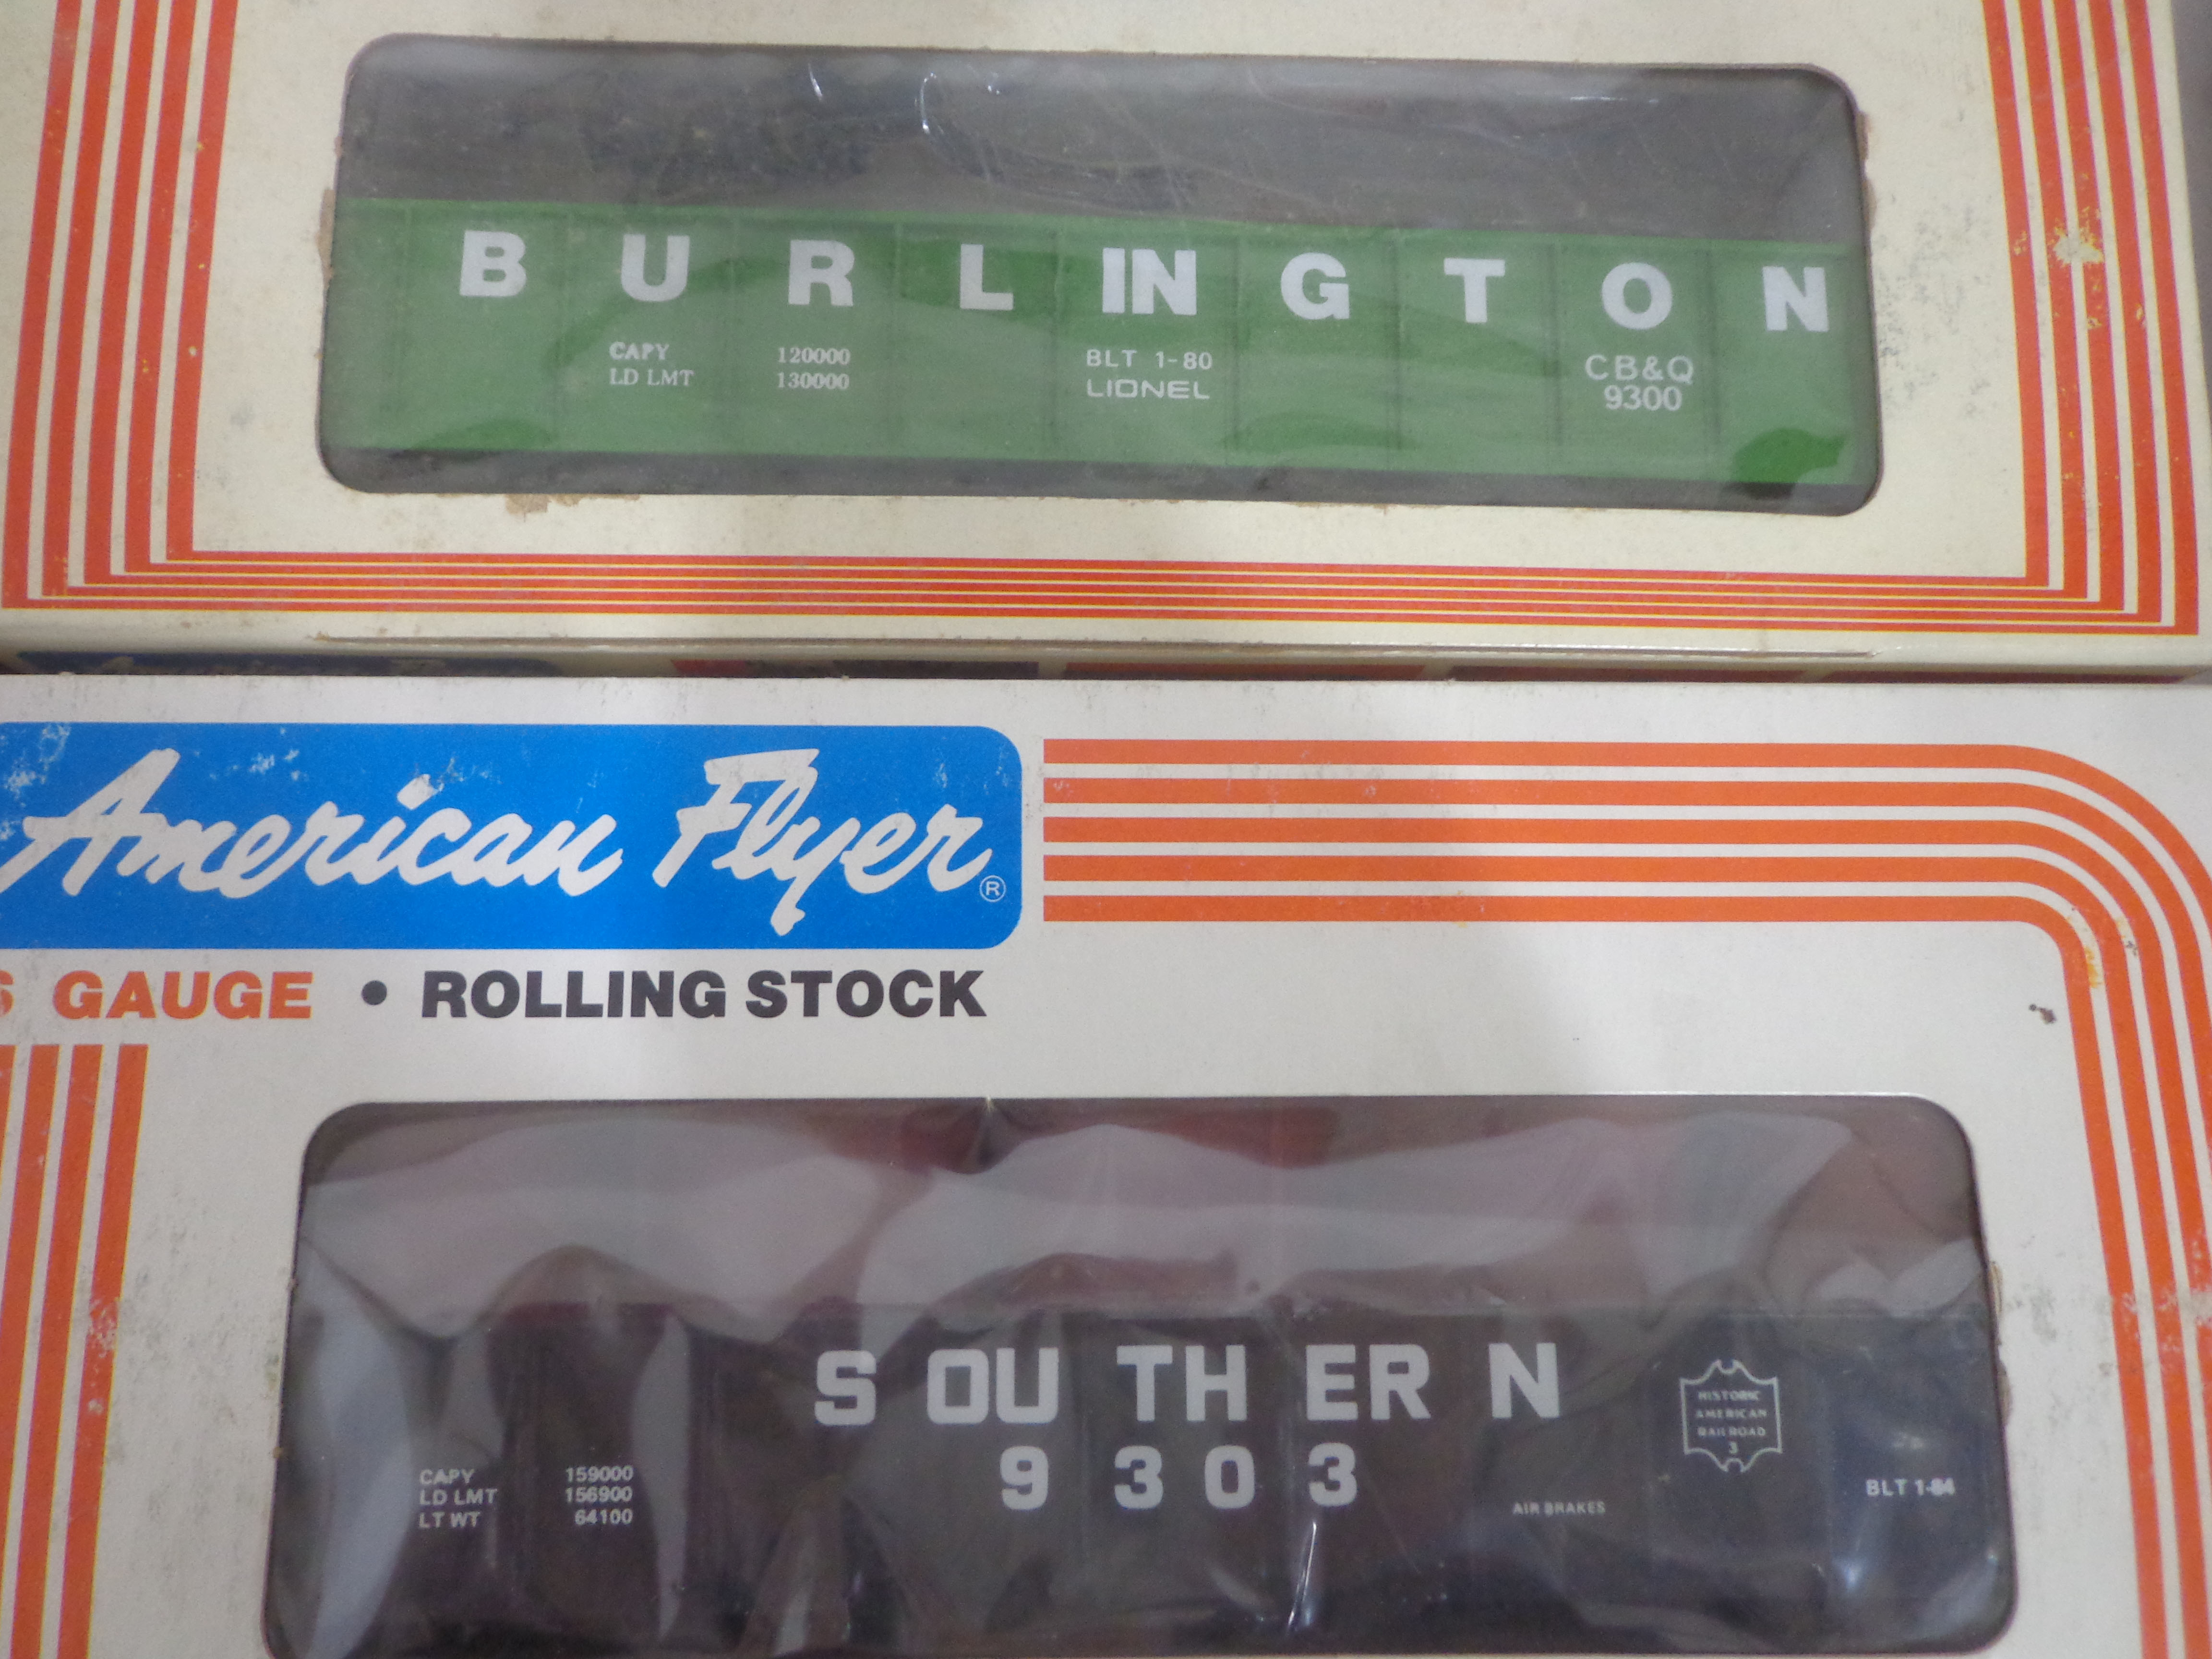 BURLINGTON
CAPY 120000
LD LMT 130000
BLT 1-80
LIONEL
CB&Q
9300
American Flyer®
S GAUGE • ROLLING STOCK
SOUTHERN
9303
CAPY 159000
LD LMT 156900
LT WT 64100
AIR BRAKES
HISTORIC
AMERICAN
RAILROAD
3
BLT 1-84